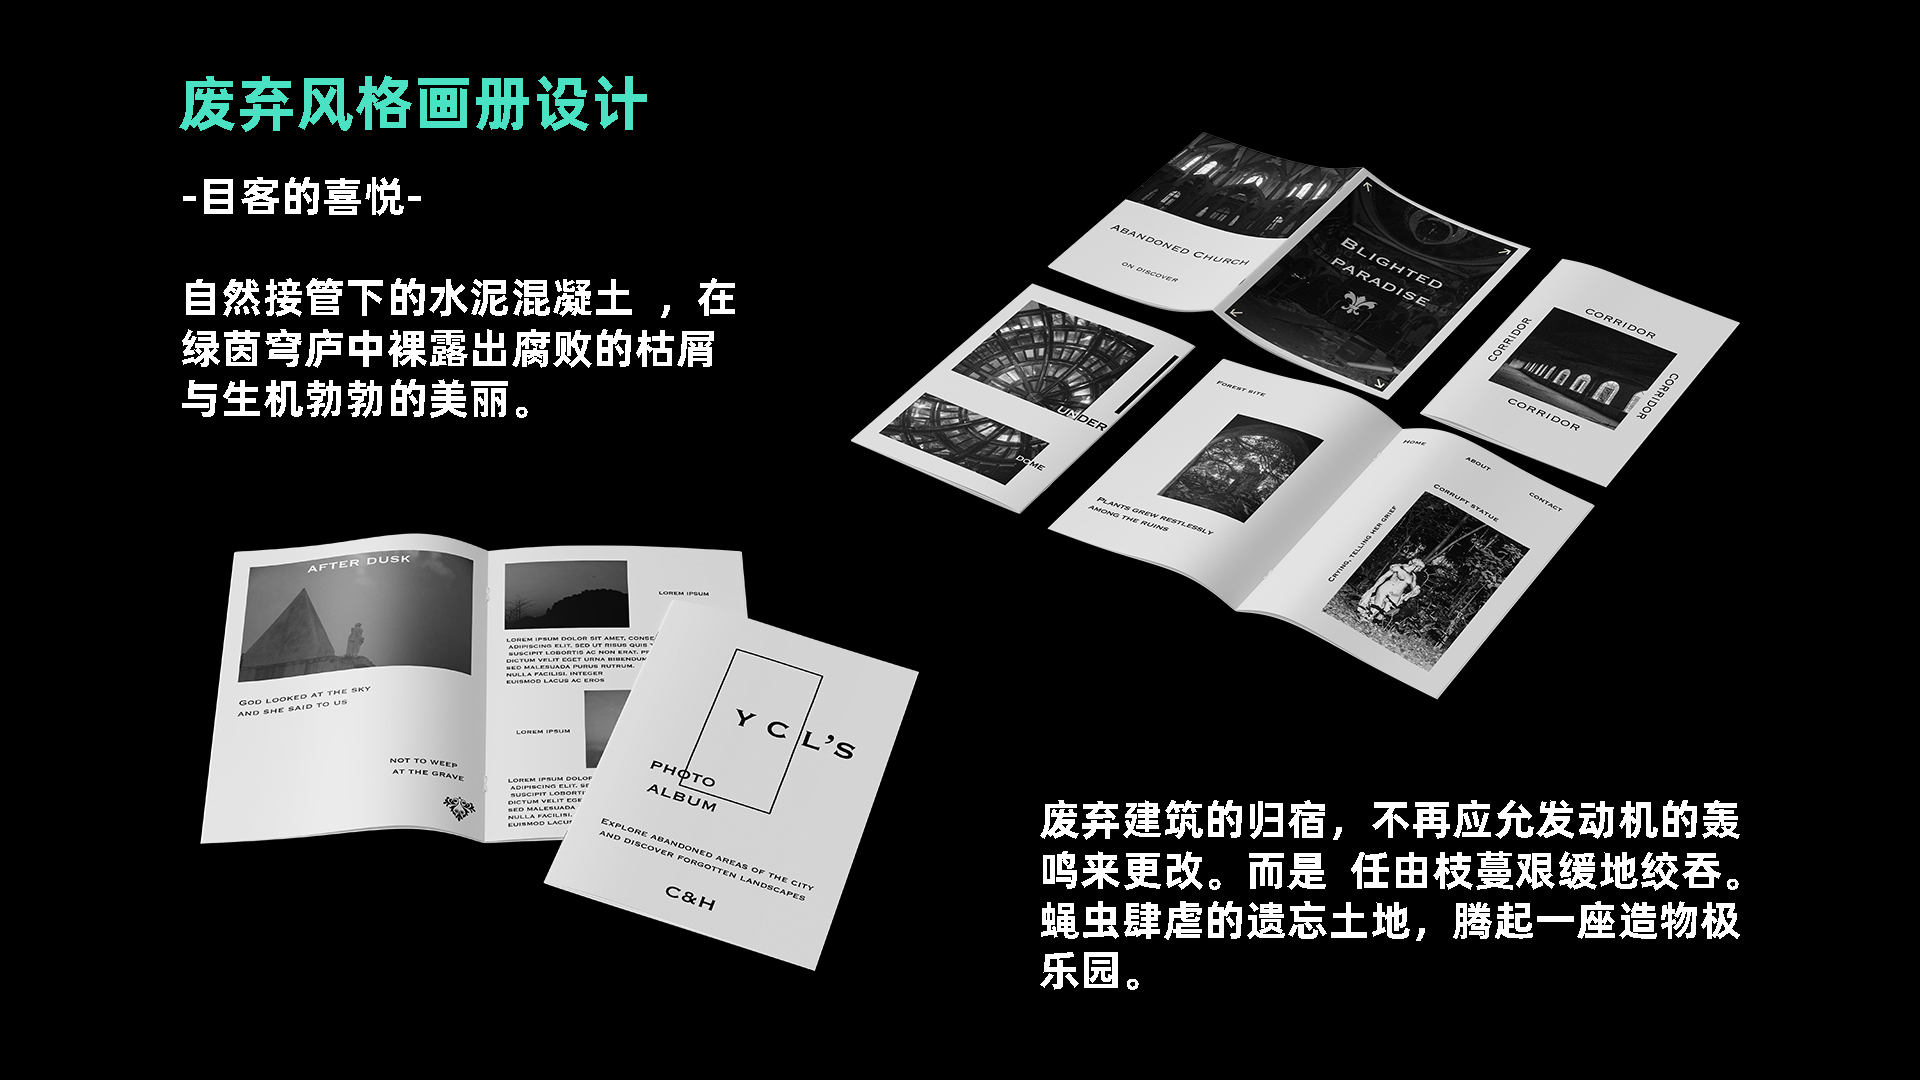 废弃风格画册设计
-目客的喜悦-
自然接管下的水泥混凝土 ，在
绿茵穹庐中裸露出腐败的枯屑
与生机勃勃的美丽。
ABANDONED CHURCH
ON DISCOVER
BLIGHTED
PARADISE
CORRIDOR
CORRIDOR
CORRIDOR
CORRIDOR
UNDER
DOME
FOREST SITE
PLANTS GREW RESTLESSLY
AMONG THE RUINS
HOME
ABOUT
CONTACT
CORRUPT STATUE
CRYING, TELLING HER GRIEF
AFTER DUSK
GOD LOOKED AT THE SKY
AND SHE SAID TO US
NOT TO WEEP
AT THE GRAVE
LOREM IPSUM
LOREM IPSUM DOLOR SIT AMET, CONSE
ADIPISCING ELIT. SED UT RISUS QUIS
SUSCIPIT LOBORTIS AC NON ERAT. PR
DICTUM VELIT EGET URNA BIBENDUM
SED MALESUADA PURUS RUTRUM.
NULLA FACILISI. INTEGER
EUISMOD LACUS AC EROS
LOREM IPSUM
LOREM IPSUM DOLOR
ADIPISCING ELIT. SE
SUSCIPIT LOBORTI
DICTUM VELIT EGE
SED MALESUADA
NULLA FACILISI.
EUISMOD LACUS
YCL'S
PHOTO
ALBUM
EXPLORE ABANDONED AREAS OF THE CITY
AND DISCOVER FORGOTTEN LANDSCAPES
C&H
废弃建筑的归宿，不再应允发动机的轰
鸣来更改。而是 任由枝蔓艰缓地绞吞。
蝇虫肆虐的遗忘土地，腾起一座造物极
乐园。